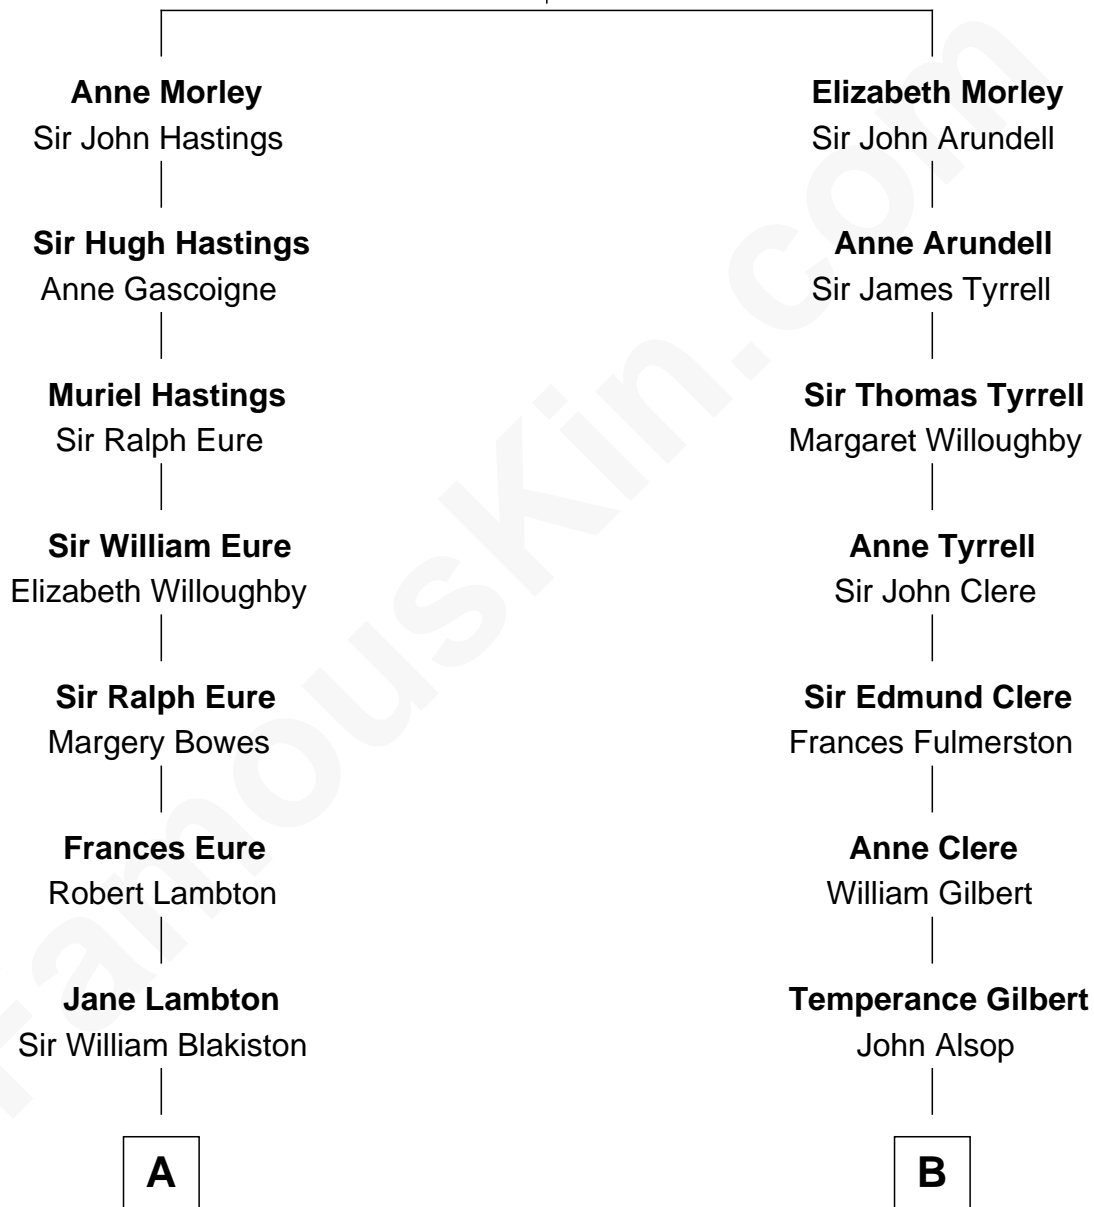 Anne Morley
Sir John Hastings
Elizabeth Morley
Sir John Arundell
Sir Hugh Hastings
Anne Gascoigne
Anne Arundell
Sir James Tyrrell
Muriel Hastings
Sir Ralph Eure
Sir Thomas Tyrrell
Margaret Willoughby
Sir William Eure
Elizabeth Willoughby
Anne Tyrrell
Sir John Clere
Sir Ralph Eure
Margery Bowes
Sir Edmund Clere
Frances Fulmerston
Frances Eure
Robert Lambton
Anne Clere
William Gilbert
Jane Lambton
Sir William Blakiston
Temperance Gilbert
John Alsop
A
B
FamousKin.com